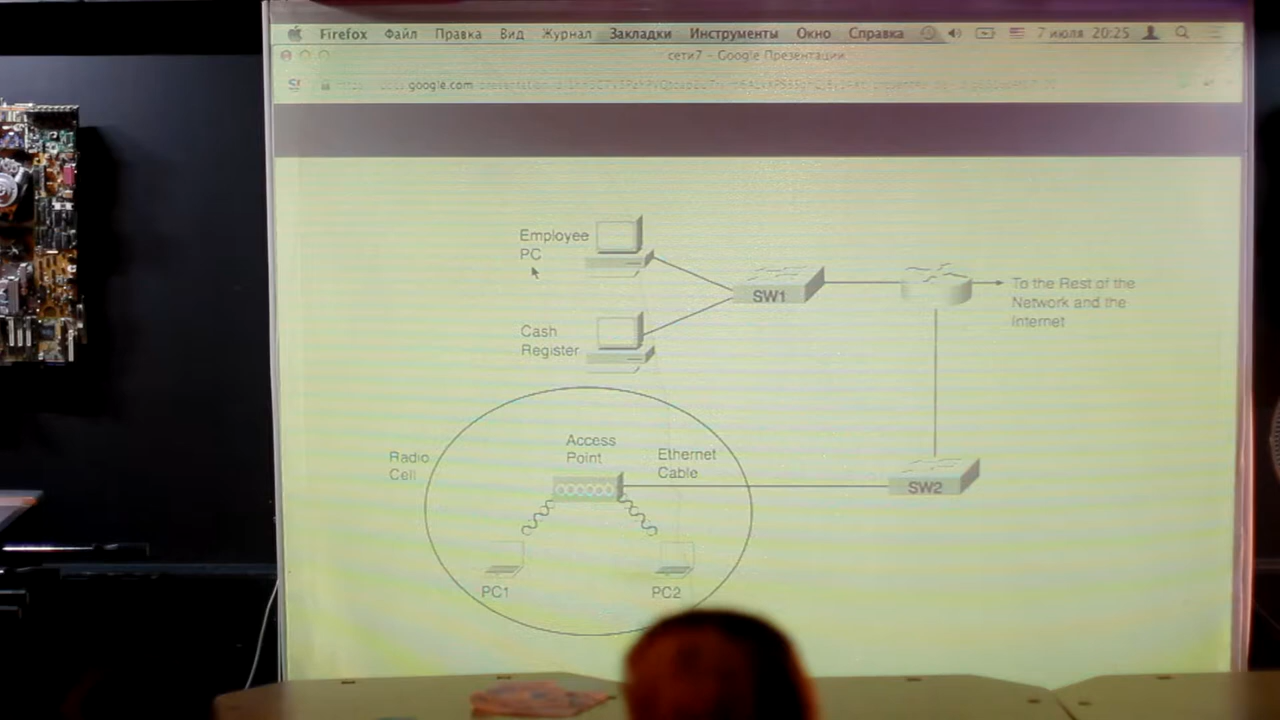 Firefox Файл Правка Вид Журнал Закладки Инструменты Окно Справка 7 июля 20:25
сети7 – Google Презентации
google.com
Employee
PC
SW1
To the Rest of the
Network and the
Internet
Cash
Register
Access
Point
Ethernet
Cable
Radio
Cell
SW2
PC1
PC2